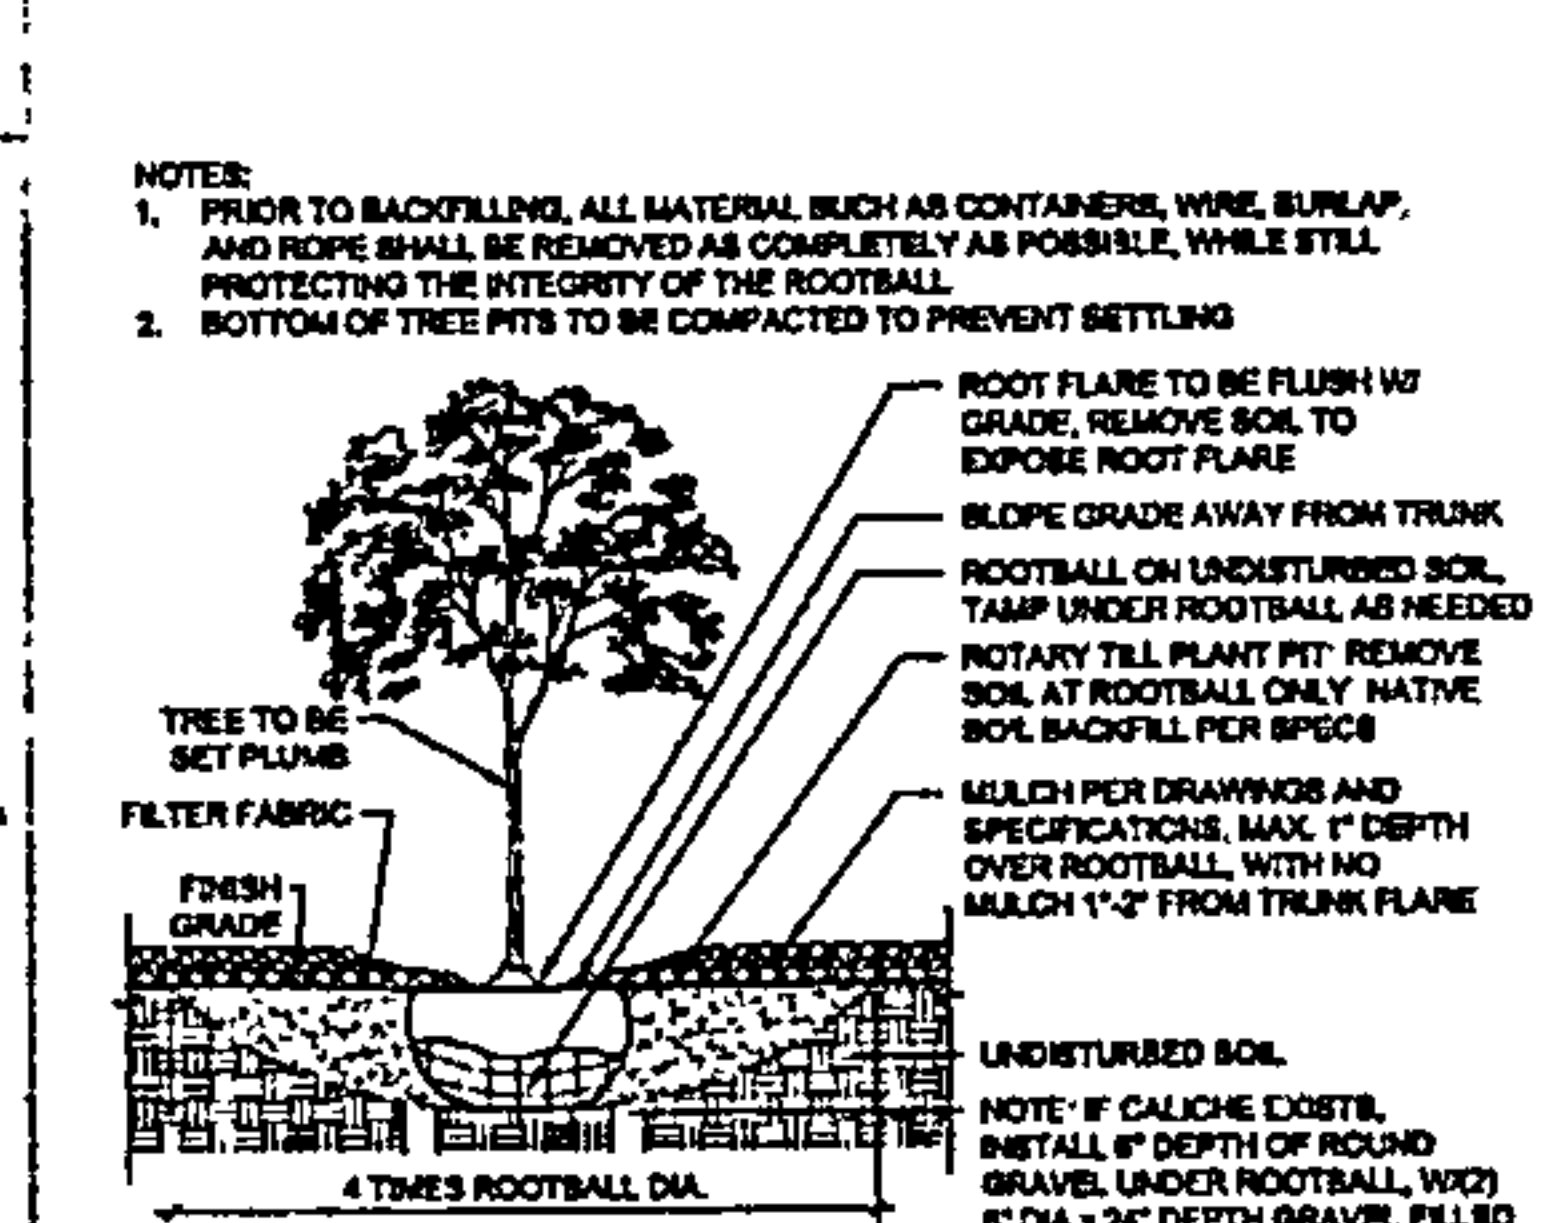 NOTES:
1. PRIOR TO BACKFILLING, ALL MATERIAL SUCH AS CONTAINERS, WIRE, BURLAP,
AND ROPE SHALL BE REMOVED AS COMPLETELY AS POSSIBLE, WHILE STILL
PROTECTING THE INTEGRITY OF THE ROOTBALL
2. BOTTOM OF TREE PITS TO BE COMPACTED TO PREVENT SETTLING
ROOT FLARE TO BE FLUSH W/
GRADE, REMOVE SOIL TO
EXPOSE ROOT FLARE
SLOPE GRADE AWAY FROM TRUNK
ROOTBALL ON UNDISTURBED SOIL,
TAMP UNDER ROOTBALL AS NEEDED
ROTARY TILL PLANT PIT REMOVE
SOIL AT ROOTBALL ONLY NATIVE
SOIL BACKFILL PER SPECS
TREE TO BE
SET PLUMB
FILTER FABRIC
FINISH
GRADE
MULCH PER DRAWINGS AND
SPECIFICATIONS, MAX. 1" DEPTH
OVER ROOTBALL, WITH NO
MULCH 1"-2" FROM TRUNK FLARE
UNDISTURBED SOIL
NOTE: IF CALICHE EXISTS,
INSTALL 6" DEPTH OF ROUND
GRAVEL UNDER ROOTBALL, W/(2)
DIA x 24" DEPTH GRAVEL FILLED
4 TIMES ROOTBALL DIA.